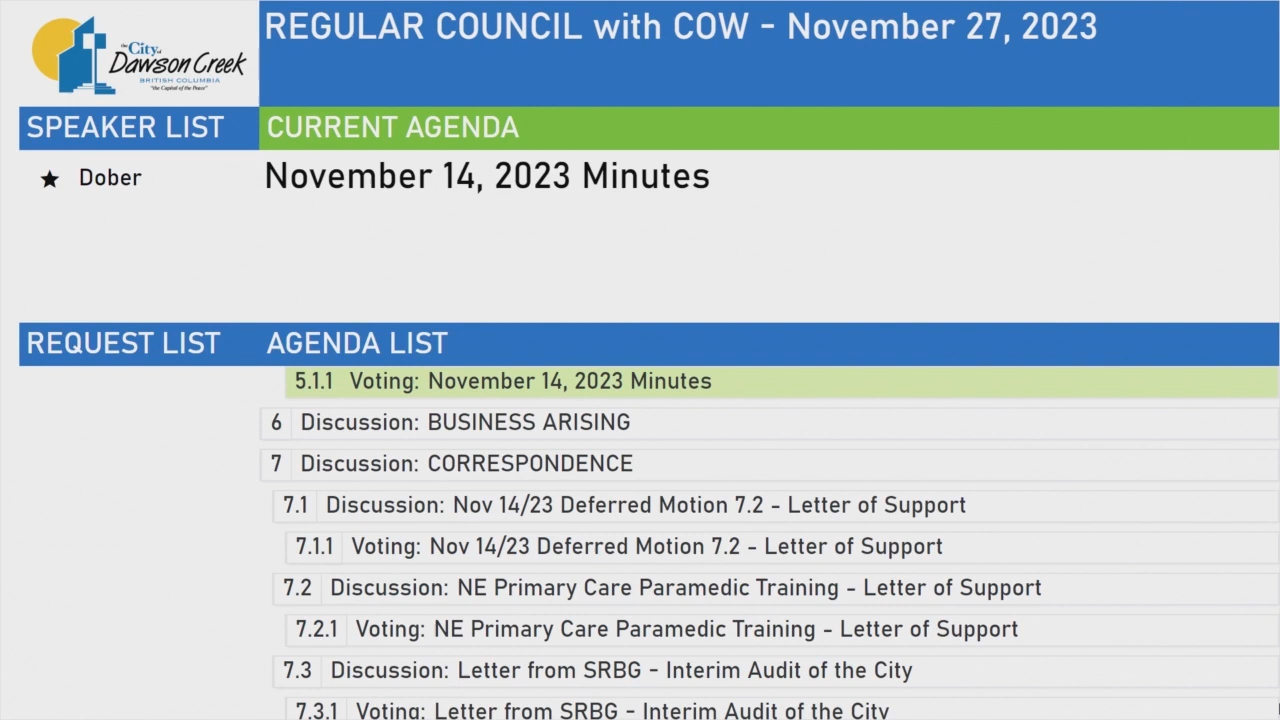 REGULAR COUNCIL with COW - November 27, 2023
the City of
Dawson Creek
BRITISH COLUMBIA
"the Capital of the Peace"
SPEAKER LIST
CURRENT AGENDA
★ Dober
November 14, 2023 Minutes
REQUEST LIST
AGENDA LIST
5.1.1 Voting: November 14, 2023 Minutes
6 Discussion: BUSINESS ARISING
7 Discussion: CORRESPONDENCE
7.1 Discussion: Nov 14/23 Deferred Motion 7.2 - Letter of Support
7.1.1 Voting: Nov 14/23 Deferred Motion 7.2 - Letter of Support
7.2 Discussion: NE Primary Care Paramedic Training - Letter of Support
7.2.1 Voting: NE Primary Care Paramedic Training - Letter of Support
7.3 Discussion: Letter from SRBG - Interim Audit of the City
7.3.1 Voting: Letter from SRBG - Interim Audit of the City